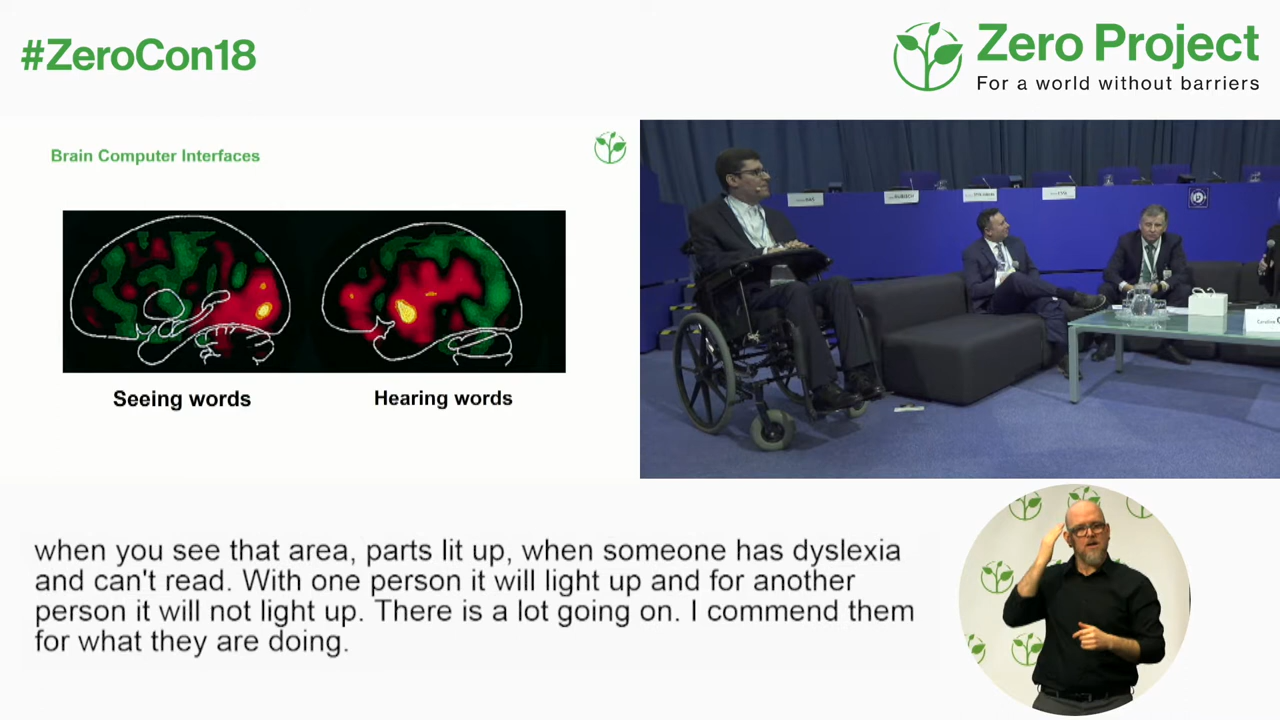 #ZeroCon18
Zero Project
For a world without barriers
Brain Computer Interfaces
Seeing words
Hearing words
when you see that area, parts lit up, when someone has dyslexia
and can't read. With one person it will light up and for another
person it will not light up. There is a lot going on. I commend them
for what they are doing.